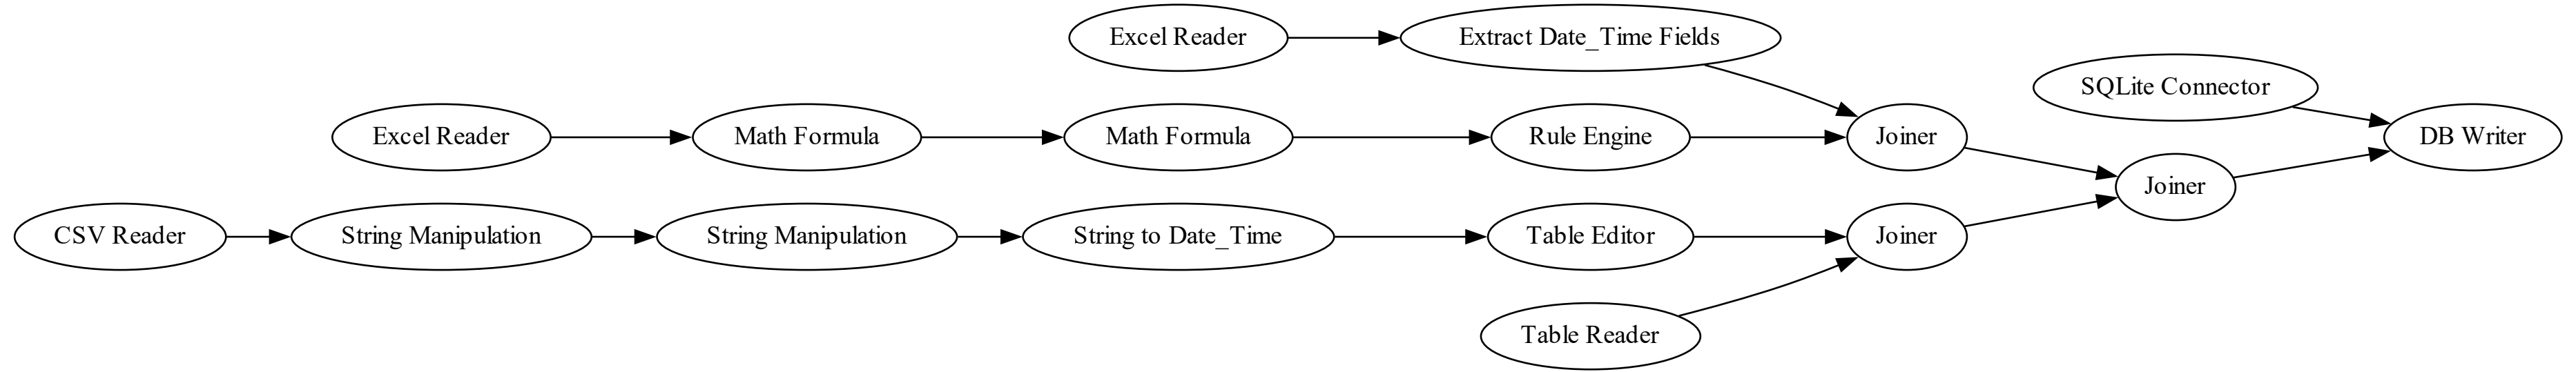 Excel Reader
Extract Date_Time Fields
SQLite Connector
Excel Reader
Math Formula
Math Formula
Rule Engine
Joiner
DB Writer
Joiner
CSV Reader
String Manipulation
String Manipulation
String to Date_Time
Table Editor
Joiner
Table Reader